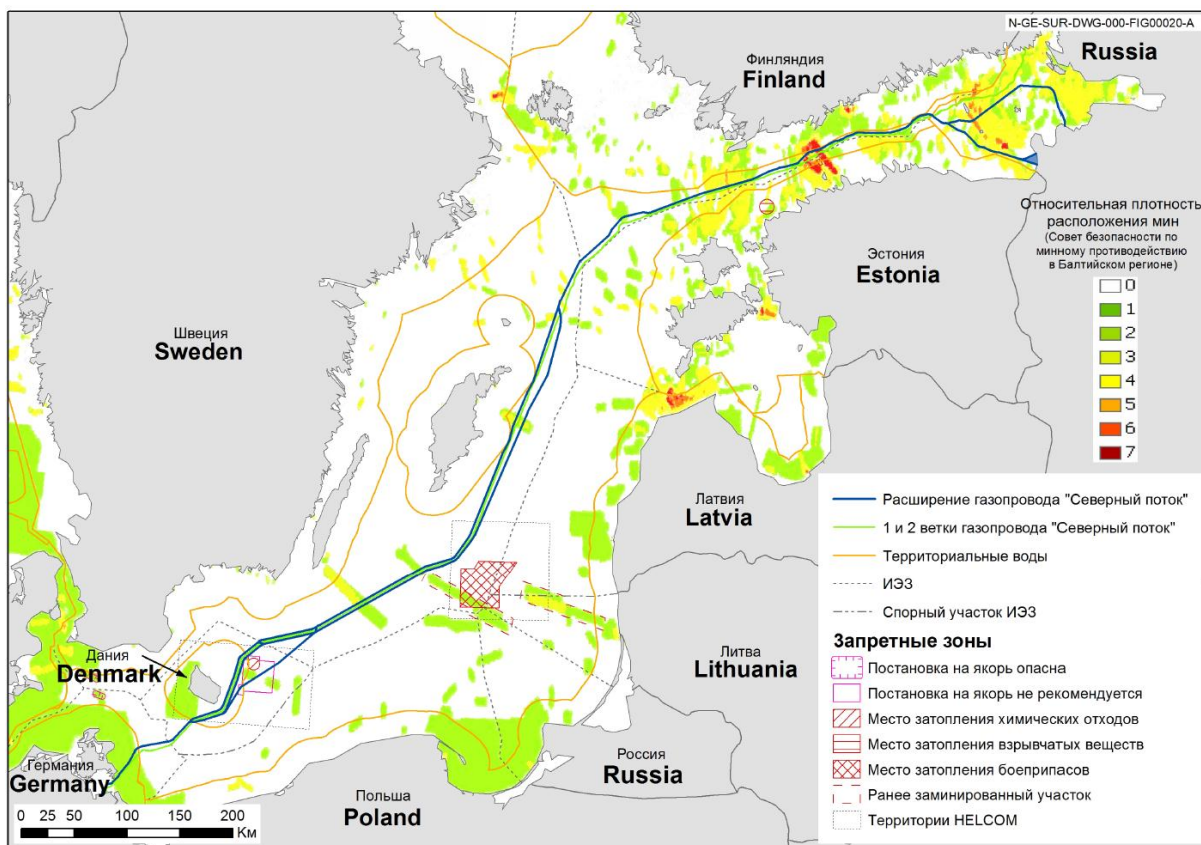 N-GE-SUR-DWG-000-FIG00020-A
Russia
Финляндия
Finland
Относительная плотность
расположения мин
(Совет безопасности по
минному противодействию
в Балтийском регионе)
0
1
2
3
4
5
6
7
Эстония
Estonia
Швеция
Sweden
Латвия
Latvia
Литва
Lithuania
Дания
Denmark
Россия
Russia
Германия
Germany
Польша
Poland
0 25 50 100 150 200
Км
Расширение газопровода "Северный поток"
1 и 2 ветки газопровода "Северный поток"
Территориальные воды
ИЭЗ
Спорный участок ИЭЗ
Запретные зоны
Постановка на якорь опасна
Постановка на якорь не рекомендуется
Место затопления химических отходов
Место затопления взрывчатых веществ
Место затопления боеприпасов
Ранее заминированный участок
Территории HELCOM